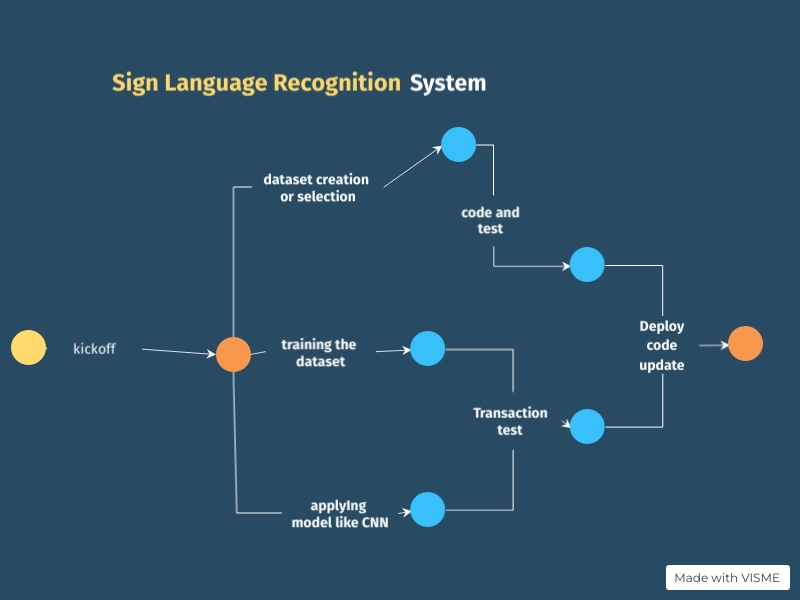 Sign Language Recognition System
dataset creation
or selection
code and
test
kickoff
training the
dataset
Deploy
code
update
Transaction
test
applyIng
model like CNN
Made with VISME